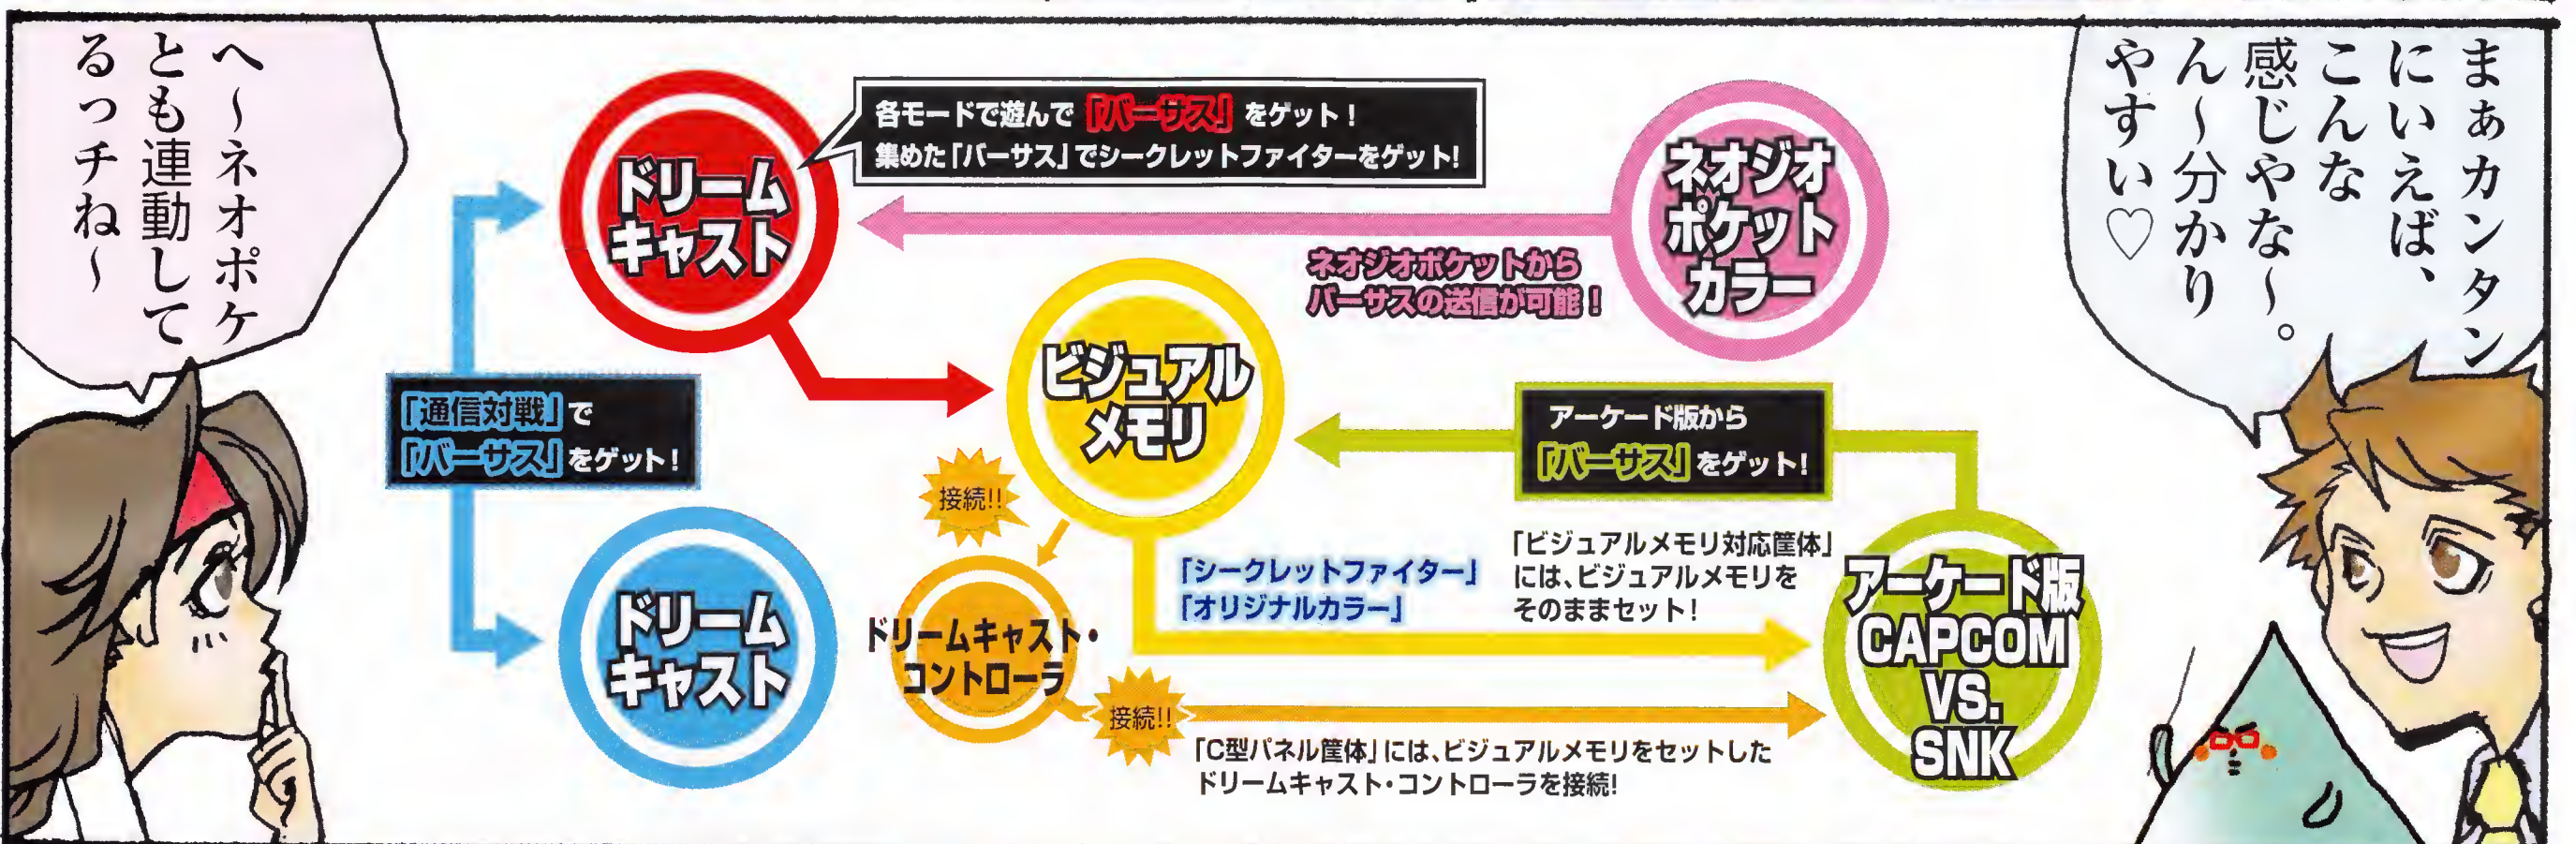 まぁカンタン
にいえば、
こんな
感じやな〜。
ん〜分かり
やすい♡
各モードで遊んで「バーサス」をゲット！
集めた「バーサス」でシークレットファイターをゲット!
ドリーム
キャスト
ネオジオ
ポケット
カラー
ネオジオポケットから
バーサスの送信が可能！
ビジュアル
メモリ
「通信対戦」で
「バーサス」をゲット！
アーケード版から
「バーサス」をゲット！
接続!!
ドリーム
キャスト
ドリームキャスト・
コントローラ
「シークレットファイター」
「オリジナルカラー」
「ビジュアルメモリ対応筐体」
には、ビジュアルメモリを
そのままセット！
アーケード版
CAPCOM
VS.
SNK
接続!!
「C型パネル筐体」には、ビジュアルメモリをセットした
ドリームキャスト・コントローラを接続!
へ〜ネオポケ
とも連動して
るっチね〜